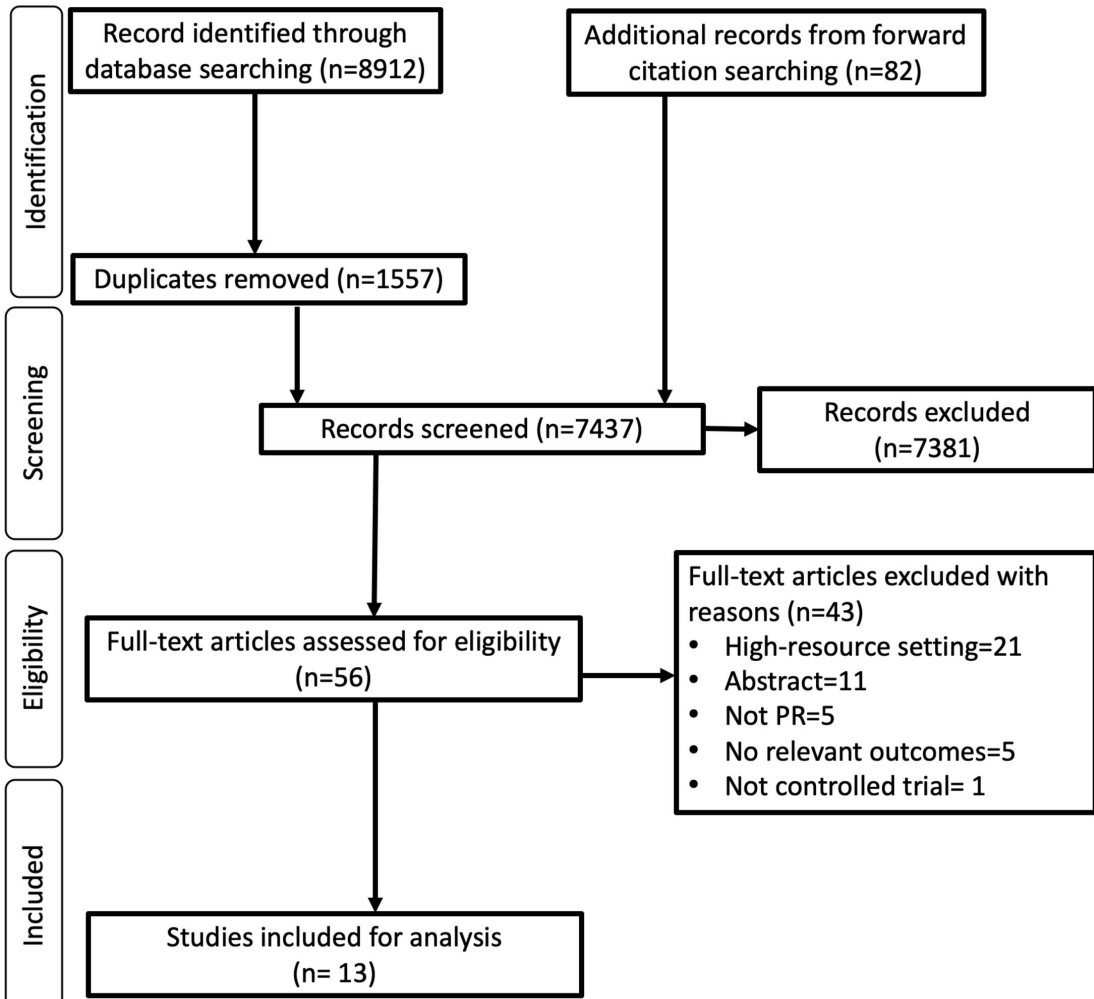 Identification
Record identified through
database searching (n=8912)
Additional records from forward
citation searching (n=82)
Duplicates removed (n=1557)
Screening
Records screened (n=7437)
Records excluded
(n=7381)
Eligibility
Full-text articles assessed for eligibility
(n=56)
Full-text articles excluded with
reasons (n=43)
• High-resource setting=21
• Abstract=11
• Not PR=5
• No relevant outcomes=5
• Not controlled trial= 1
Included
Studies included for analysis
(n= 13)